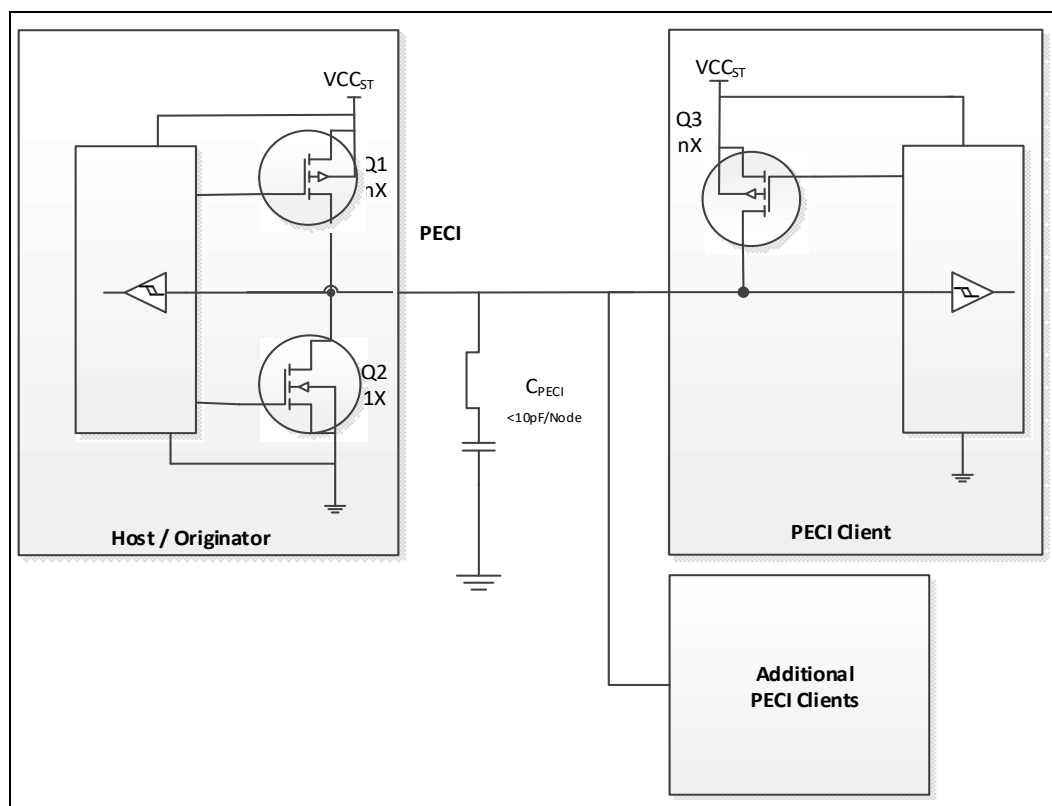 VCCST
Q1
nX
Q2
1X
Host / Originator
PECI
CPECI
<10pF/Node
VCCST
Q3
nX
PECI Client
Additional
PECI Clients